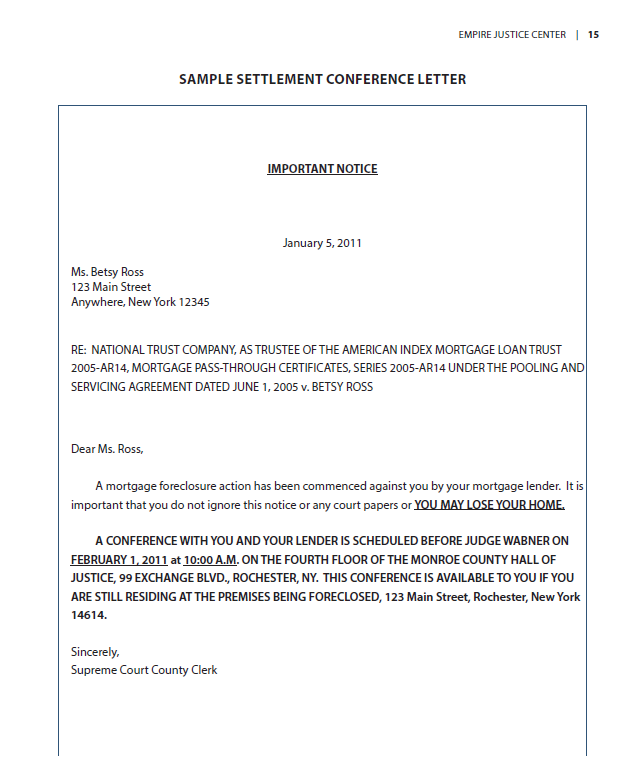 EMPIRE JUSTICE CENTER | 15
SAMPLE SETTLEMENT CONFERENCE LETTER
IMPORTANT NOTICE
January 5, 2011
Ms. Betsy Ross
123 Main Street
Anywhere, New York 12345
RE: NATIONAL TRUST COMPANY, AS TRUSTEE OF THE AMERICAN INDEX MORTGAGE LOAN TRUST
2005-AR14, MORTGAGE PASS-THROUGH CERTIFICATES, SERIES 2005-AR14 UNDER THE POOLING AND
SERVICING AGREEMENT DATED JUNE 1, 2005 v. BETSY ROSS
Dear Ms. Ross,
A mortgage foreclosure action has been commenced against you by your mortgage lender. It is
important that you do not ignore this notice or any court papers or YOU MAY LOSE YOUR HOME.
A CONFERENCE WITH YOU AND YOUR LENDER IS SCHEDULED BEFORE JUDGE WABNER ON
FEBRUARY 1, 2011 at 10:00 A.M. ON THE FOURTH FLOOR OF THE MONROE COUNTY HALL OF
JUSTICE, 99 EXCHANGE BLVD., ROCHESTER, NY. THIS CONFERENCE IS AVAILABLE TO YOU IF YOU
ARE STILL RESIDING AT THE PREMISES BEING FORECLOSED, 123 Main Street, Rochester, New York
14614.
Sincerely,
Supreme Court County Clerk